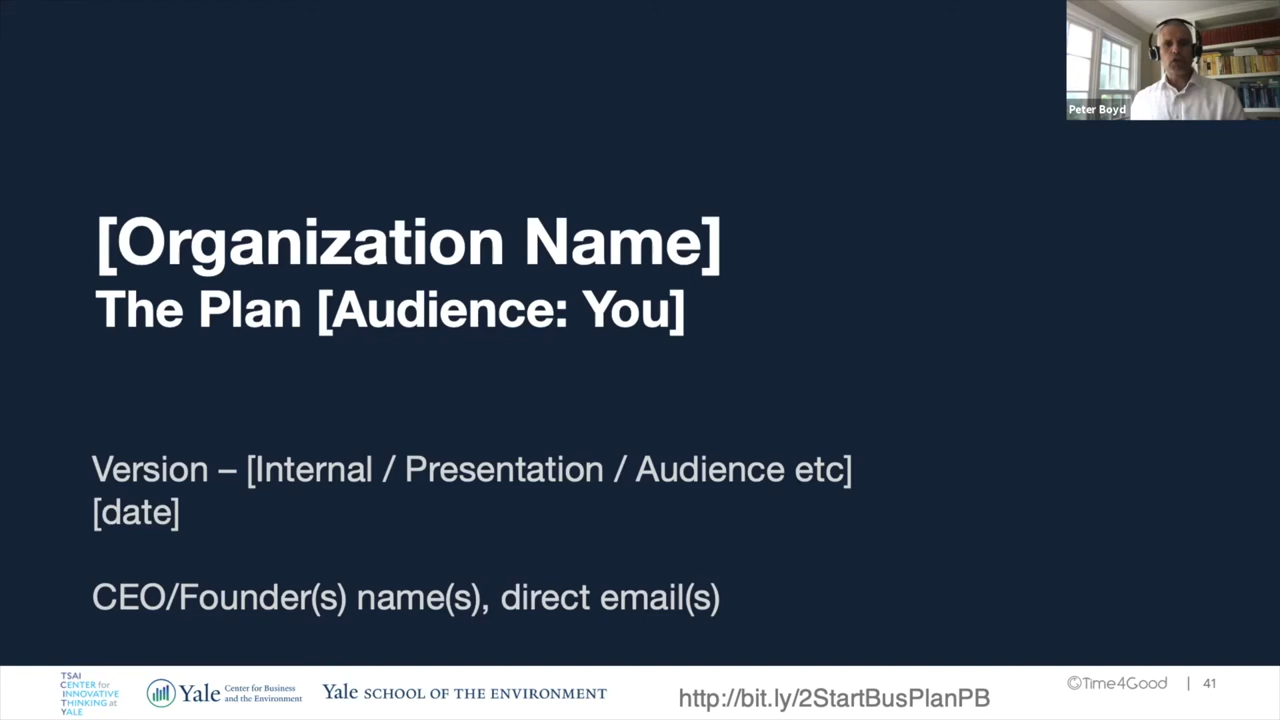 Peter Boyd
[Organization Name]
The Plan [Audience: You]
Version – [Internal / Presentation / Audience etc]
[date]
CEO/Founder(s) name(s), direct email(s)
TSAI
CENTER for
INNOVATIVE
THINKING at
YALE
Yale Center for Business
and the Environment
Yale SCHOOL OF THE ENVIRONMENT
http://bit.ly/2StartBusPlanPB
©Time4Good | 41